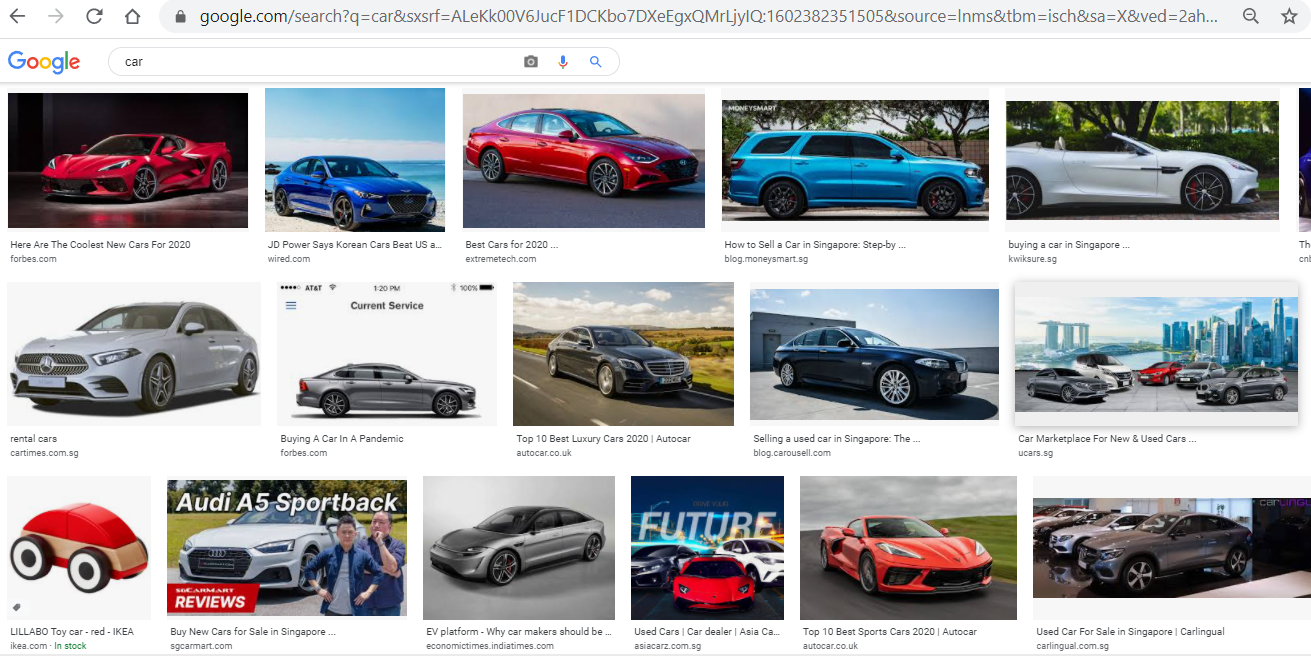 google.com/search?q=car&sxsrf=ALeKk00V6JucF1DCKbo7DXeEgxQMrLjyIQ:1602382351505&source=lnms&tbm=isch&sa=X&ved=2ah...
Google
car
MONEYSMART
Here Are The Coolest New Cars For 2020
forbes.com
JD Power Says Korean Cars Beat US a...
wired.com
Best Cars for 2020 ...
extremetech.com
How to Sell a Car in Singapore: Step-by ...
blog.moneysmart.sg
buying a car in Singapore ...
kwiksure.sg
Th
cnb
AT&T
1:20 PM
100%
Current Service
rental cars
cartimes.com.sg
Buying A Car In A Pandemic
forbes.com
Top 10 Best Luxury Cars 2020 | Autocar
autocar.co.uk
Selling a used car in Singapore: The ...
blog.carousell.com
Car Marketplace For New & Used Cars ...
ucars.sg
Audi A5 Sportback
sgCARMART
REVIEWS
FUTURE
CARLINGU
LILLABO Toy car - red - IKEA
ikea.com · In stock
Buy New Cars for Sale in Singapore ...
sgcarmart.com
EV platform - Why car makers should be ...
economictimes.indiatimes.com
Used Cars | Car dealer | Asia Ca...
asiacarz.com.sg
Top 10 Best Sports Cars 2020 | Autocar
autocar.co.uk
Used Car For Sale in Singapore | Carlingual
carlingual.com.sg